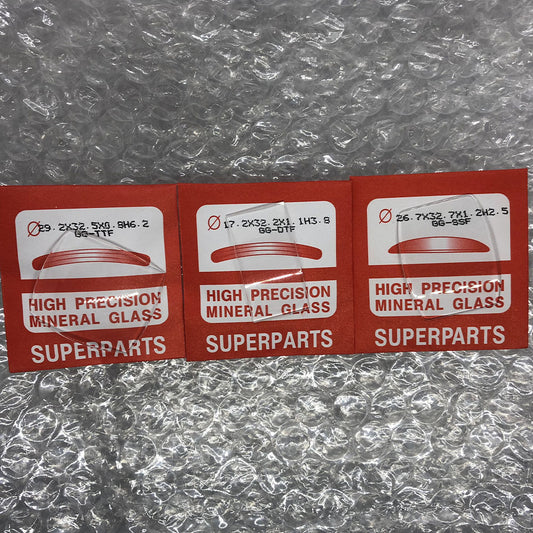 Ø29.2X32.5X0.8H6.2
GG-TTF
HIGH PRECISION
MINERAL GLASS
SUPERPARTS
Ø17.2X32.2X1.1H3.8
GG-DTF
HIGH PRECISION
MINERAL GLASS
SUPERPARTS
Ø26.7X32.7X1.2H2.5
GG-SSF
HIGH PRECISION
MINERAL GLASS
SUPERPARTS